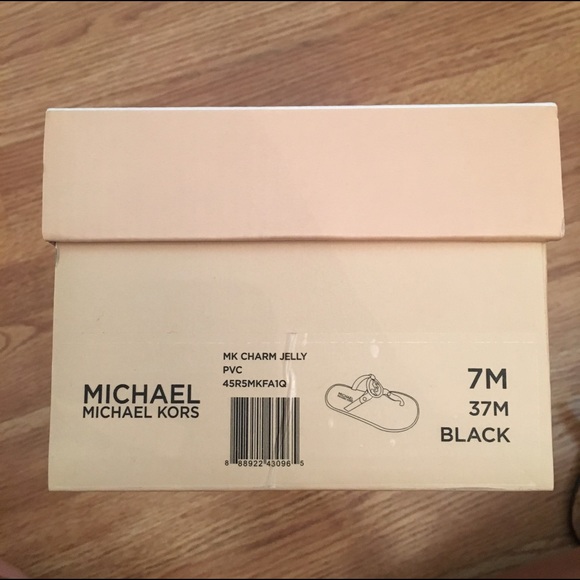 MK CHARM JELLY
PVC
45R5MKFA1Q
MICHAEL
MICHAEL KORS
8 88922 43096 5
7M
37M
BLACK